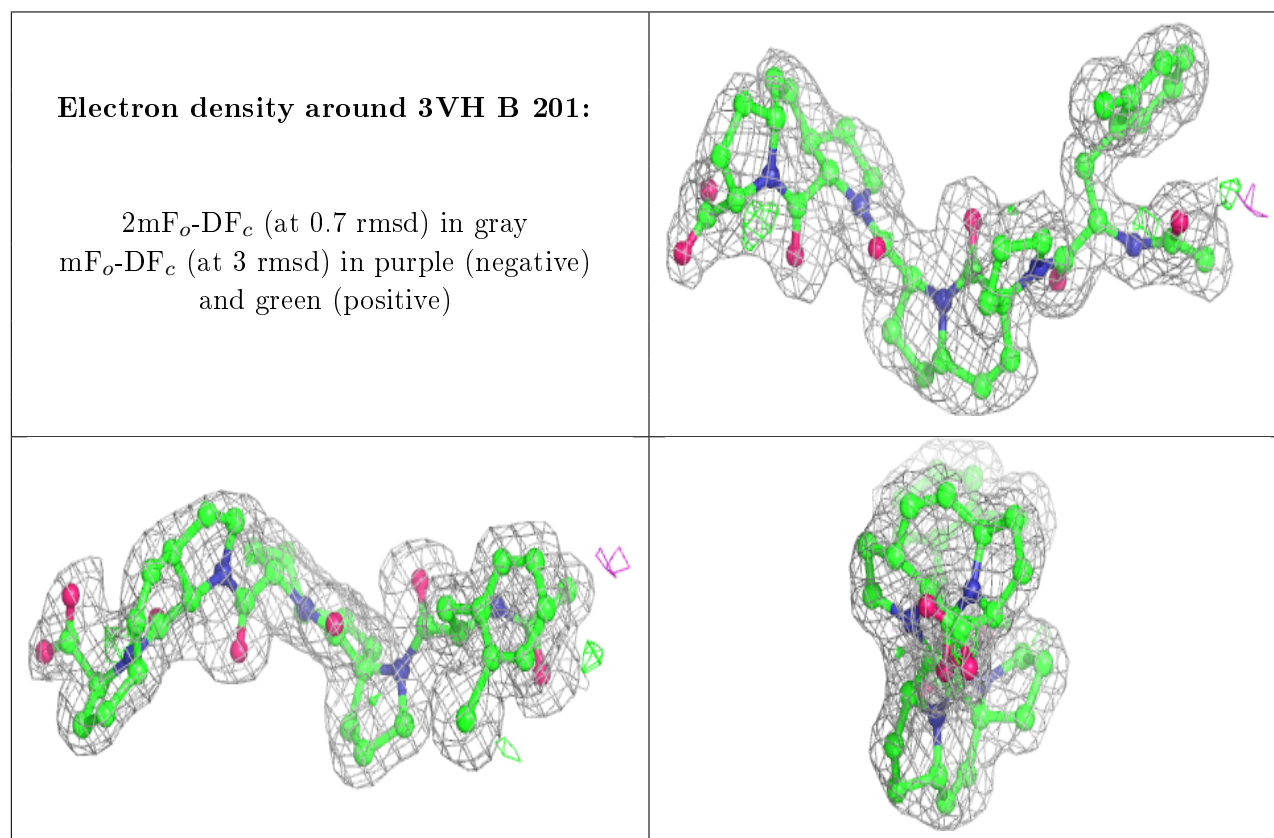 Electron density around 3VH B 201:
2mFₒ-DF𝒸 (at 0.7 rmsd) in gray
mFₒ-DF𝒸 (at 3 rmsd) in purple (negative)
and green (positive)